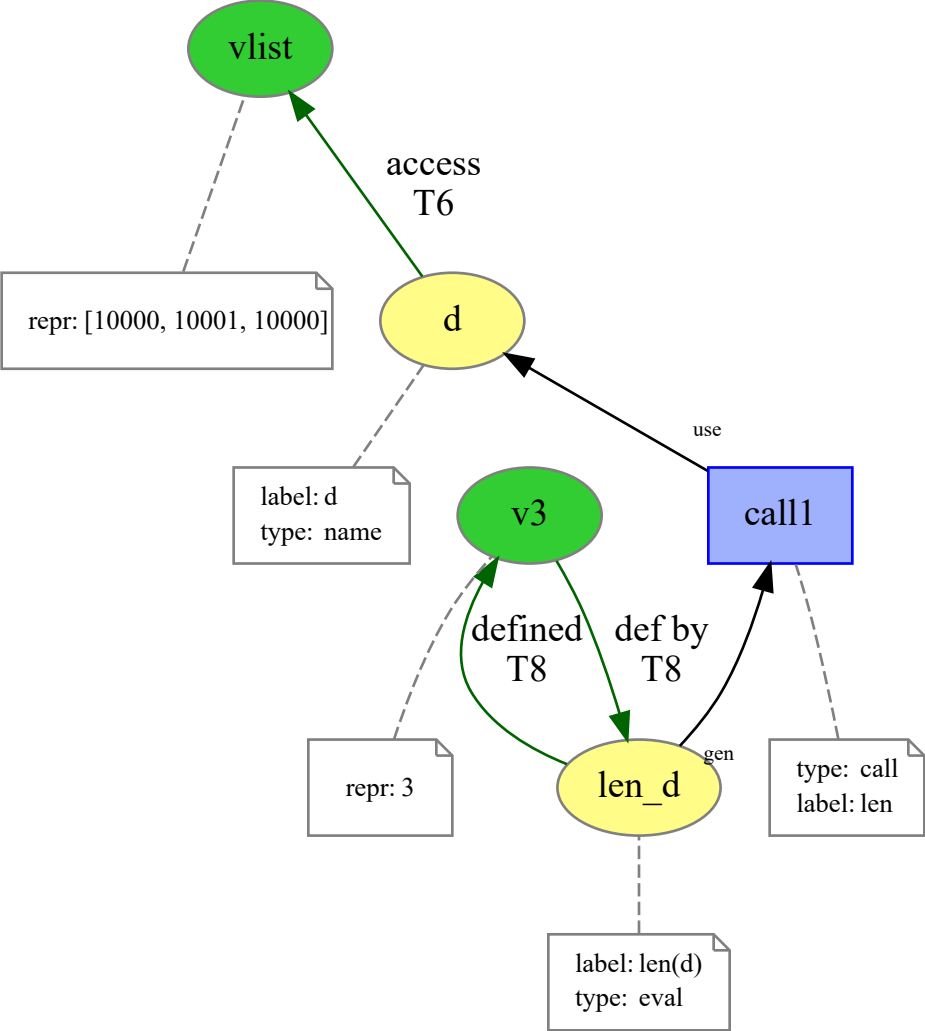 vlist
access
T6
repr: [10000, 10001, 10000]
d
use
label: d
type: name
v3
call1
defined
T8
def by
T8
gen
repr: 3
len_d
type: call
label: len
label: len(d)
type: eval